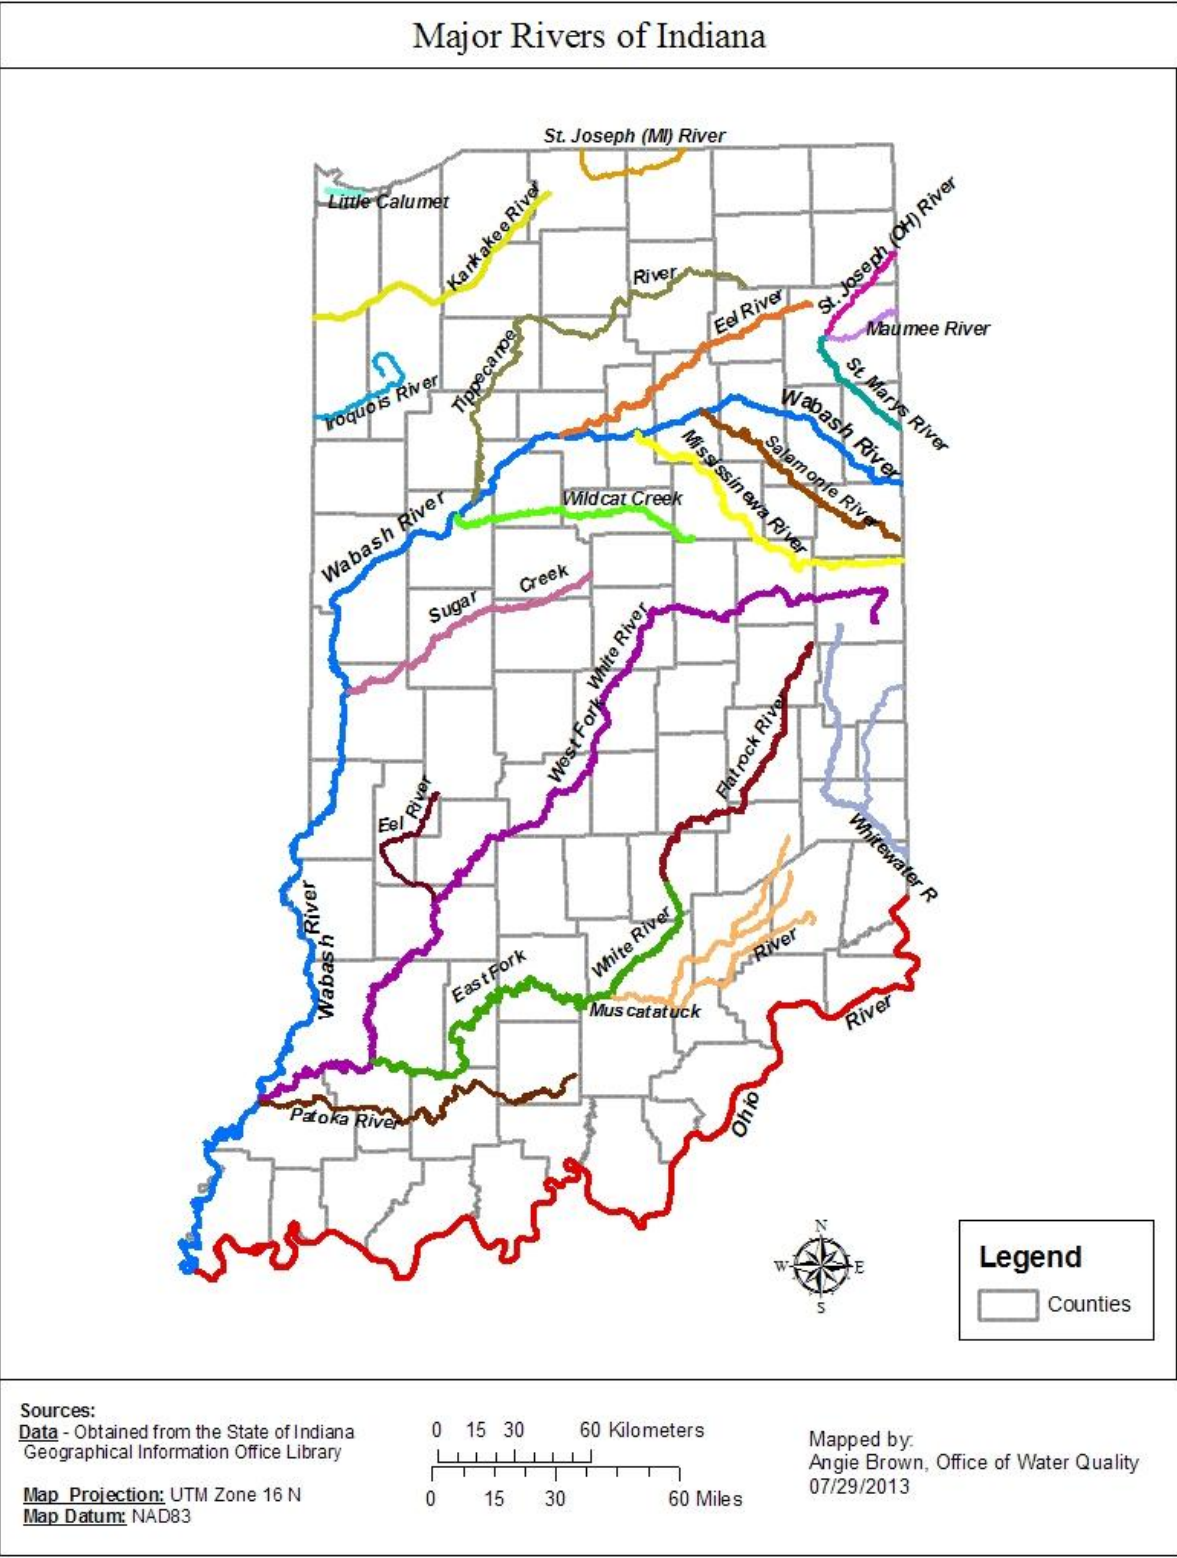 Major Rivers of Indiana
St. Joseph (MI) River
Little Calumet
Kankakee River
St. Joseph (OH) River
River
Tippecanoe
Eel River
Maumee River
Iroquois River
St. Marys River
Wabash River
Salamonie River
Mississinewa River
Wildcat Creek
Wabash River
Sugar Creek
White River
West Fork
Flatrock River
Eel River
Whitewater R
Wabash River
White River
East Fork
River
Muscatatuck
River
Ohio
Patoka River
N
W E
S
Legend
Counties
Sources:
Data - Obtained from the State of Indiana
Geographical Information Office Library
Map Projection: UTM Zone 16 N
Map Datum: NAD83
0 15 30 60 Kilometers
0 15 30 60 Miles
Mapped by:
Angie Brown, Office of Water Quality
07/29/2013